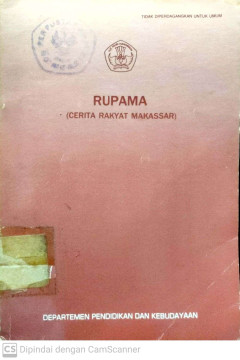 TIDAK DIPERDAGANGKAN UNTUK UMUM
RUPAMA
(CERITA RAKYAT MAKASSAR)
DEPARTEMEN PENDIDIKAN DAN KEBUDAYAAN
CS Dipindai dengan CamScanner